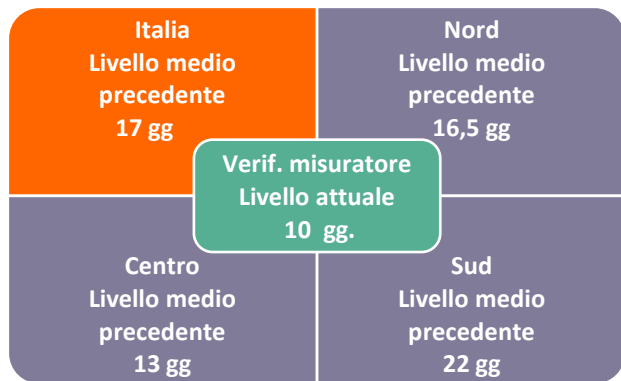 Italia
Livello medio
precedente
17 gg
Nord
Livello medio
precedente
16,5 gg
Verif. misuratore
Livello attuale
10 gg.
Centro
Livello medio
precedente
13 gg
Sud
Livello medio
precedente
22 gg